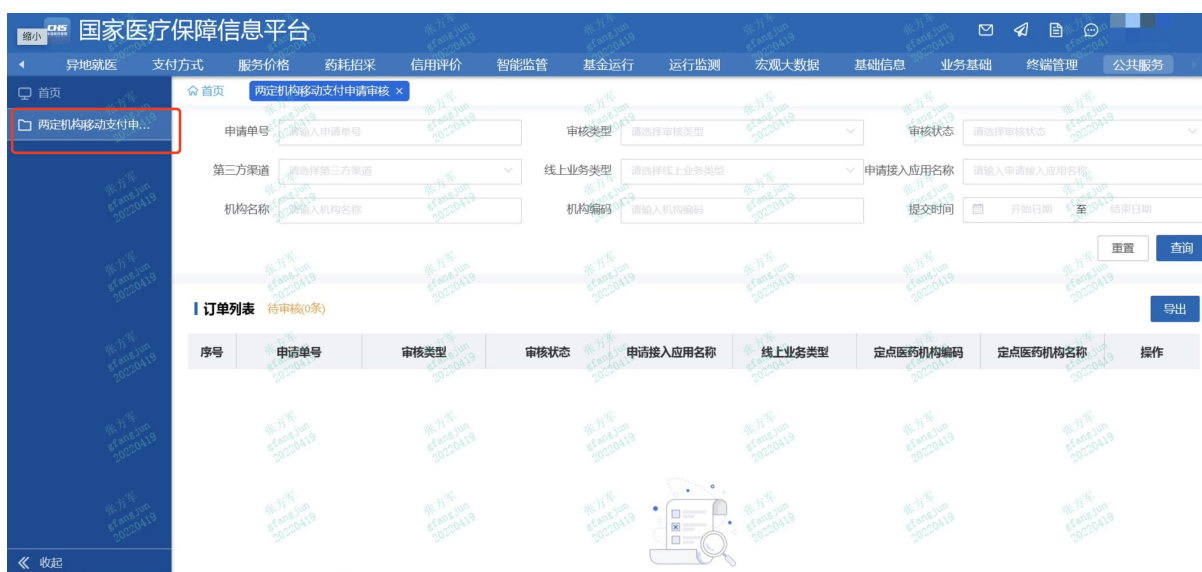 缩小 CHS 国家医疗保障信息平台
异地就医 支付方式 服务价格 药耗招采 信用评价 智能监管 基金运行 运行监测 宏观大数据 基础信息 业务基础 终端管理 公共服务
首页
两定机构移动支付申...
首页 两定机构移动支付申请审核 ×
申请单号 请输入申请单号 审核类型 请选择审核类型 审核状态 请选择审核状态
第三方渠道 请选择第三方渠道 线上业务类型 请选择线上业务类型 申请接入应用名称 请输入申请接入应用名称
机构名称 请输入机构名称 机构编码 请输入机构编码 提交时间 开始日期 至 结束日期
重置 查询
订单列表 待审核(0条) 导出
序号 申请单号 审核类型 审核状态 申请接入应用名称 线上业务类型 定点医药机构编码 定点医药机构名称 操作
收起
张方军
gfangjun
20220419